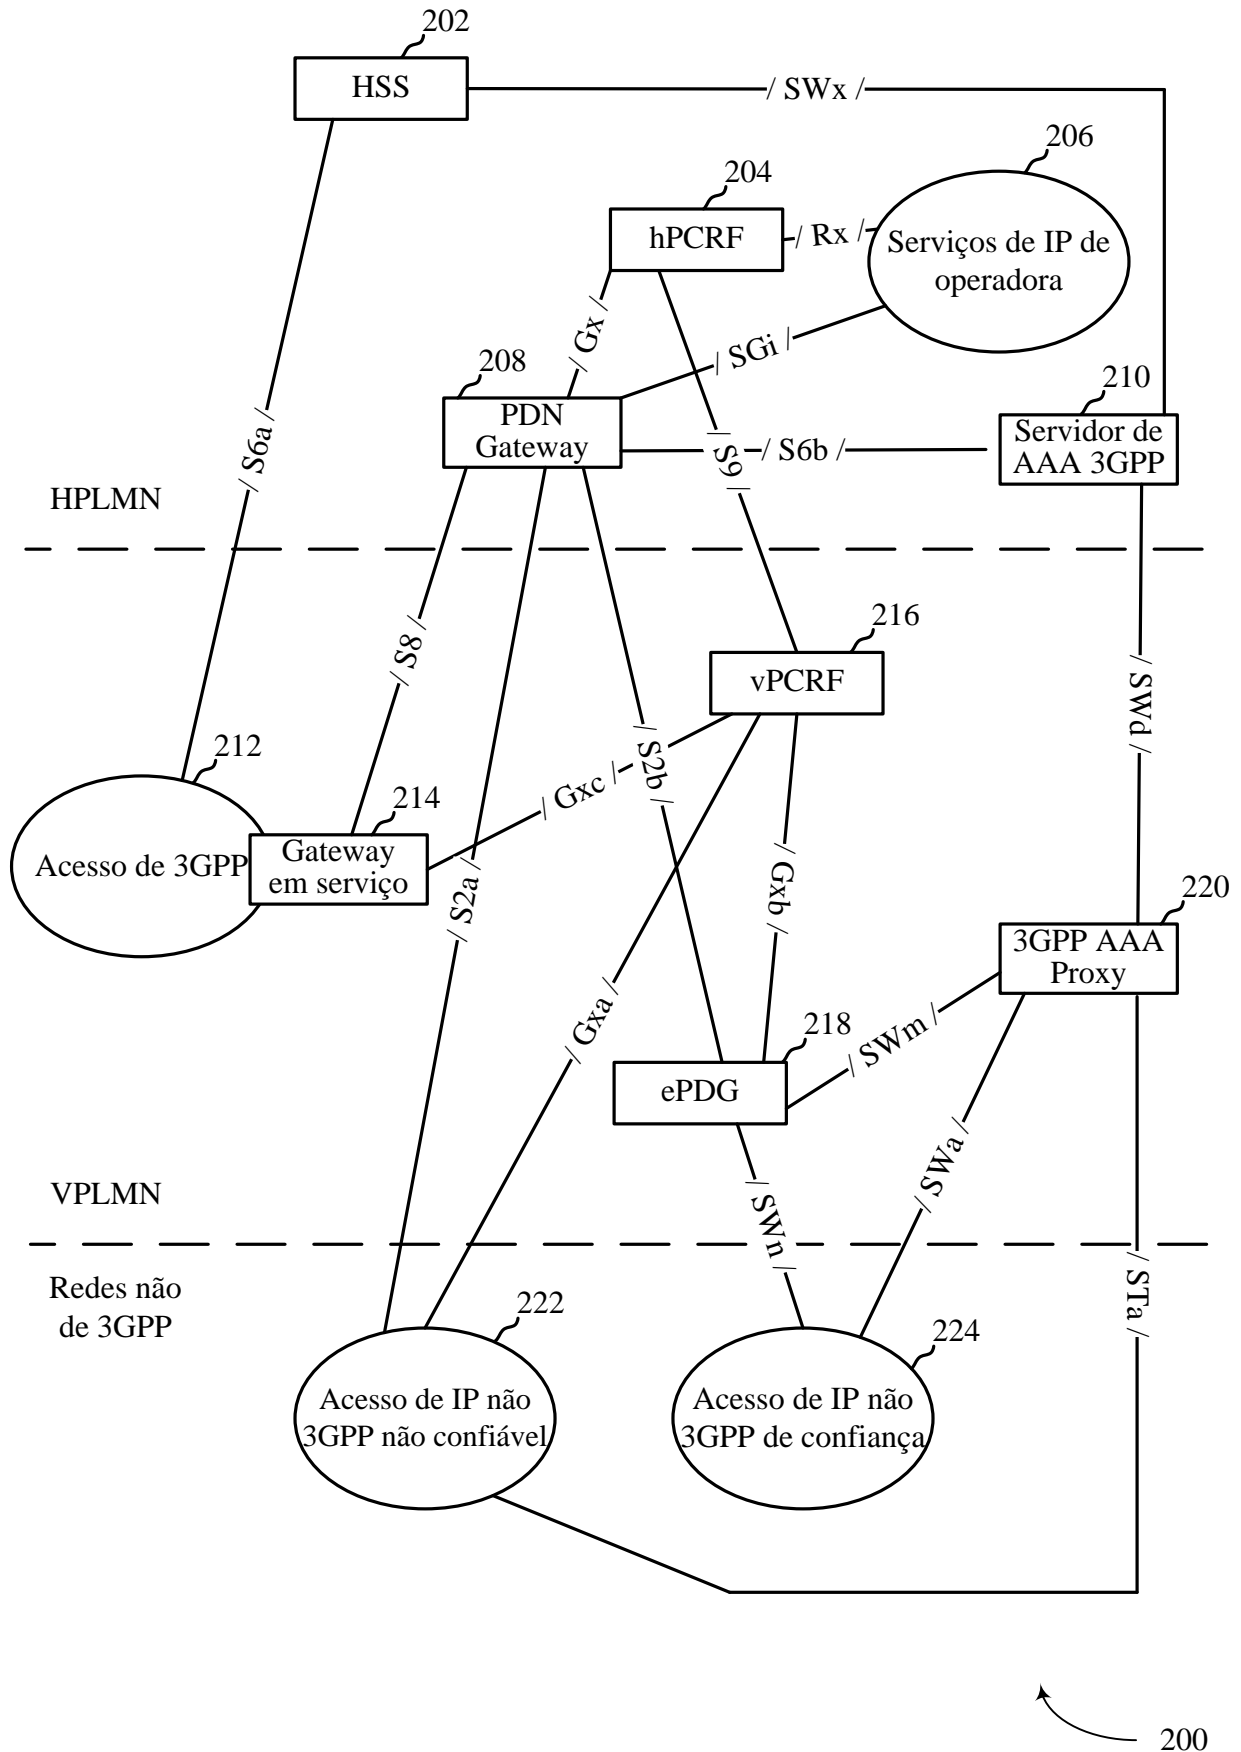 202
HSS
/ SWx /
206
204
hPCRF
/ Rx /
Serviços de IP de
operadora
/ Gx /
/ SGi /
208
PDN
Gateway
210
Servidor de
AAA 3GPP
/ S6a /
/ S9 /
/ S6b /
HPLMN
216
vPCRF
/ S8 /
/ SWd /
212
/ S2b /
/ Gxc /
214
Acesso de 3GPP
Gateway
em serviço
/ S2a /
/ Gxb /
220
3GPP AAA
Proxy
/ Gxa /
218
/ SWm /
ePDG
/ SWa /
VPLMN
/ SWn /
Redes não
de 3GPP
/ STa /
222
224
Acesso de IP não
3GPP não confiável
Acesso de IP não
3GPP de confiança
200